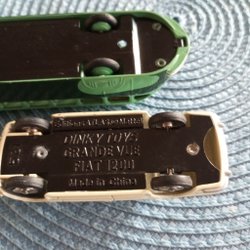 DINKY TOYS
GRANDE VUE
FIAT 1200
Made in China